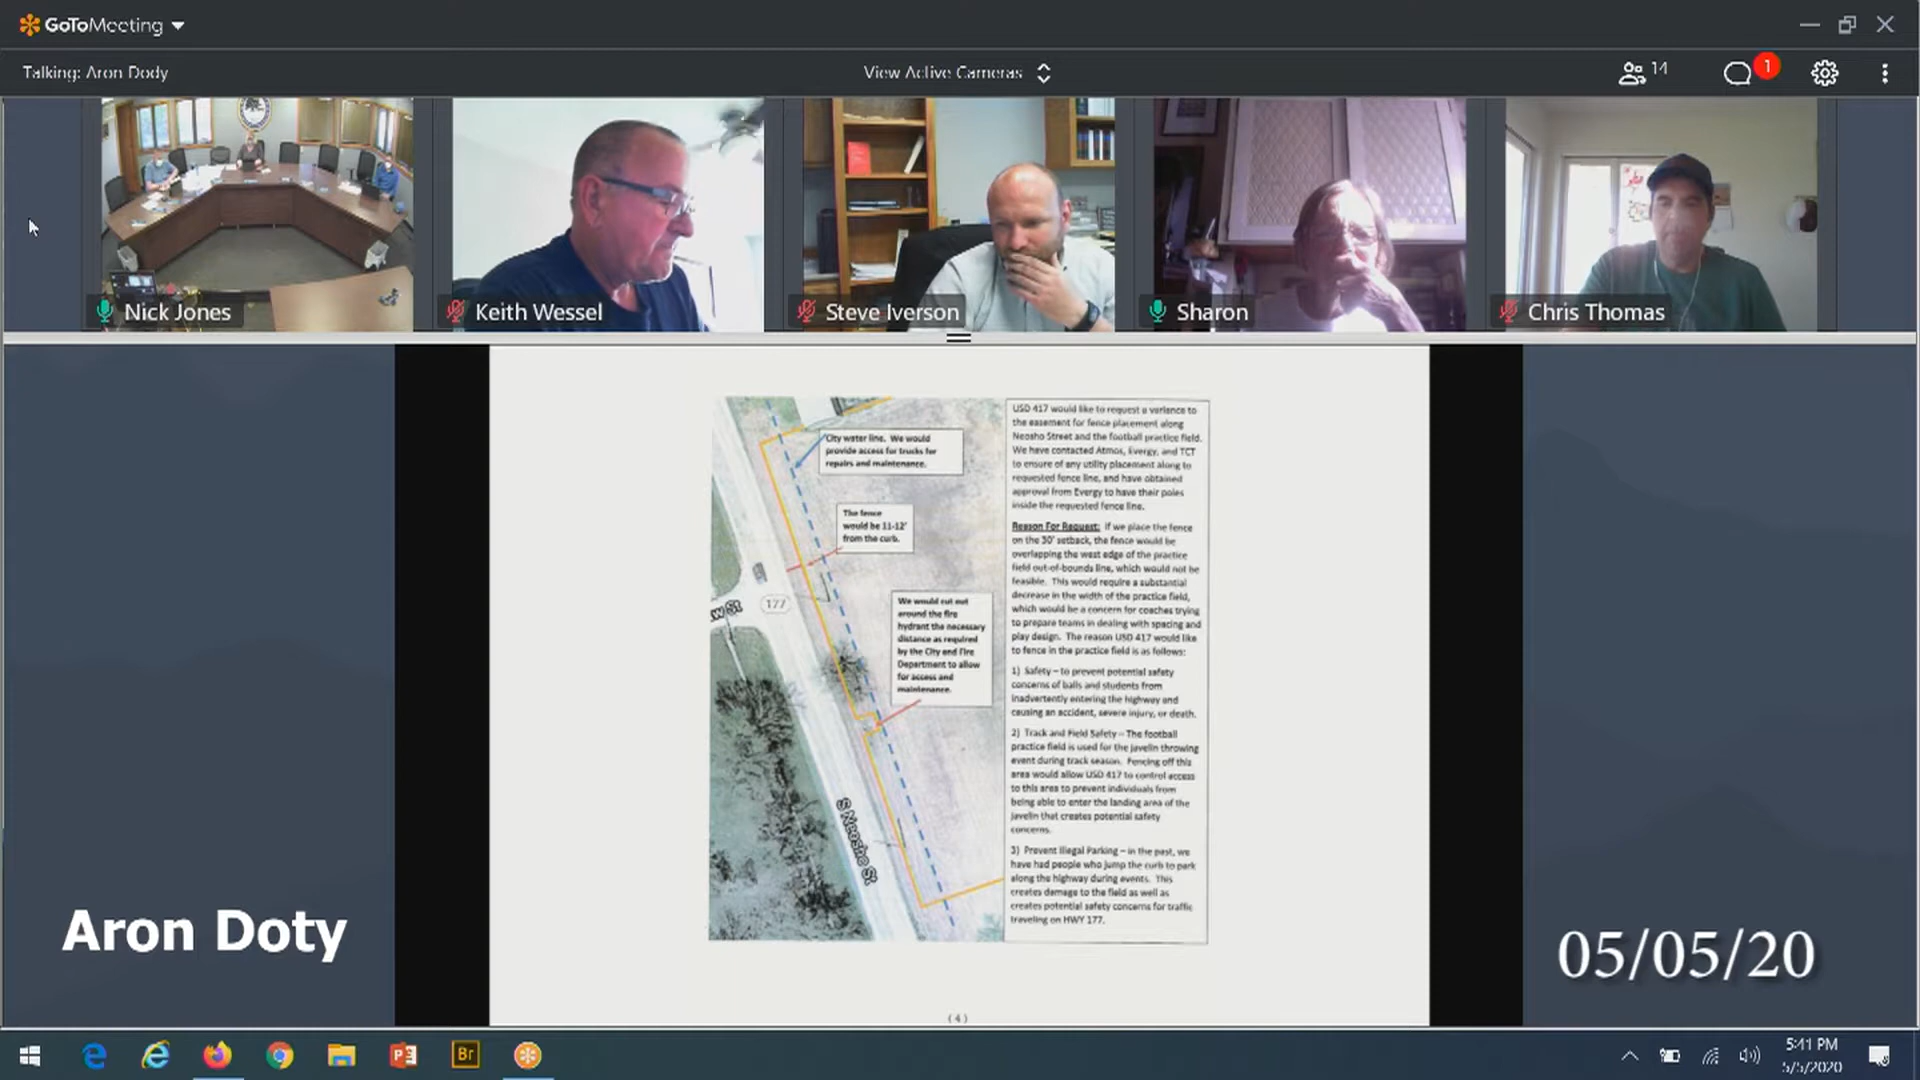 GoToMeeting
Talking: Aron Dody
View Active Cameras
14
1
Nick Jones
Keith Wessel
Steve Iverson
Sharon
Chris Thomas
City water line. We would
provide access for trucks for
repairs and maintenance.
The fence
would be 11-12'
from the curb.
We would cut out
around the fire
hydrant the necessary
distance as required
by the City and Fire
Department to allow
for access and
maintenance.
177
w St
S Neosho St
USD 417 would like to request a variance to
the easement for fence placement along
Neosho Street and the football practice field.
We have contacted Atmos, Evergy, and TCT
to ensure of any utility placement along to
requested fence line, and have obtained
approval from Evergy to have their poles
inside the requested fence line.
Reason For Request: If we place the fence
on the 30' setback, the fence would be
overlapping the west edge of the practice
field out-of-bounds line, which would not be
feasible. This would require a substantial
decrease in the width of the practice field,
which would be a concern for coaches trying
to prepare teams in dealing with spacing and
play design. The reason USD 417 would like
to fence in the practice field is as follows:
1) Safety – to prevent potential safety
concerns of balls and students from
inadvertently entering the highway and
causing an accident, severe injury, or death.
2) Track and Field Safety – The football
practice field is used for the javelin throwing
event during track season. Fencing off this
area would allow USD 417 to control access
to this area to prevent individuals from
being able to enter the landing area of the
javelin that creates potential safety
concerns.
3) Prevent Illegal Parking – in the past, we
have had people who jump the curb to park
along the highway during events. This
creates damage to the field as well as
creates potential safety concerns for traffic
traveling on HWY 177.
(4)
Aron Doty
05/05/20
Br
5:41 PM
5/5/2020